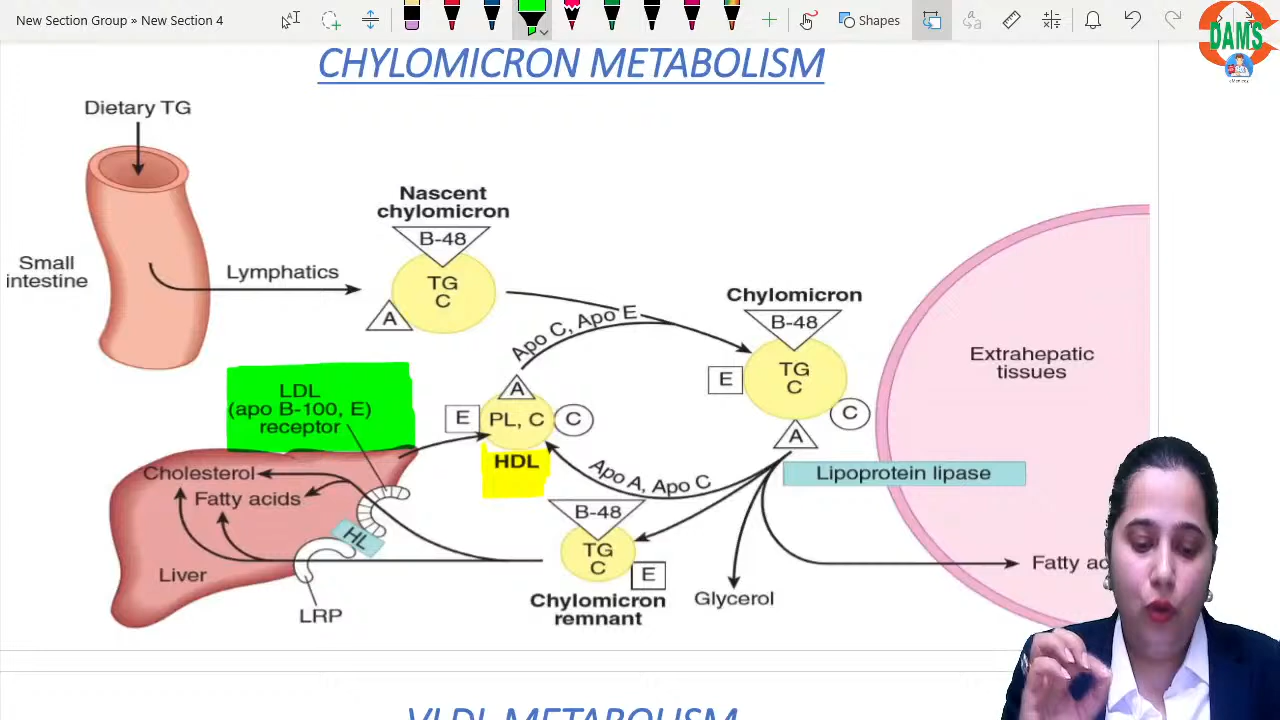 New Section Group » New Section 4
Shapes
DAMS
CHYLOMICRON METABOLISM
Dietary TG
Small
intestine
Lymphatics
Nascent
chylomicron
B-48
TG
C
A
Apo C, Apo E
Chylomicron
B-48
TG
C
E
C
A
Extrahepatic
tissues
LDL
(apo B-100, E)
receptor
A
E
PL, C
C
HDL
Apo A, Apo C
Lipoprotein lipase
Cholesterol
Fatty acids
HL
Liver
LRP
B-48
TG
C
E
Chylomicron
remnant
Glycerol
Fatty ac
VLDL METABOLISM